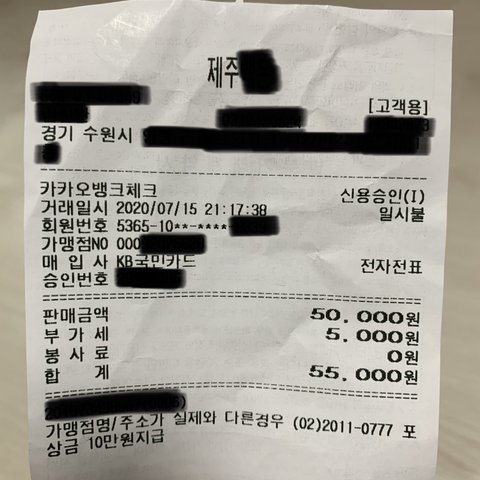 제주
[고객용]
경기 수원시
카카오뱅크체크 신용승인(I)
거래일시 2020/07/15 21:17:38 일시불
회원번호 5365-10**-****
가맹점NO 000
매 입 사 KB국민카드 전자전표
승인번호
판매금액 50,000원
부 가 세 5,000원
봉 사 료 0원
합 계 55,000원
가맹점명/주소가 실제와 다른경우 (02)2011-0777 포
상금 10만원지급